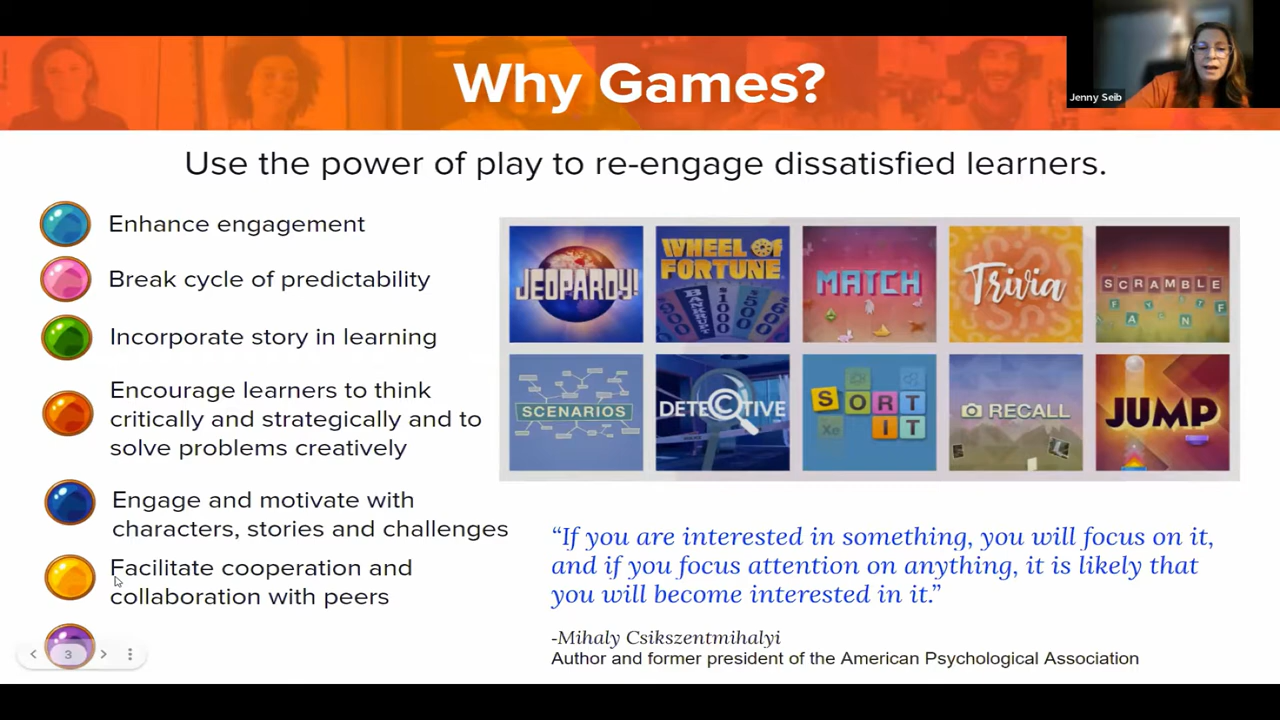 Why Games?
Jenny Seib
Use the power of play to re-engage dissatisfied learners.
Enhance engagement
Break cycle of predictability
Incorporate story in learning
Encourage learners to think
critically and strategically and to
solve problems creatively
Engage and motivate with
characters, stories and challenges
Facilitate cooperation and
collaboration with peers
3
JEOPARDY!
WHEEL OF
FORTUNE
$1000
MATCH
Trivia
SCRAMBLE
SCENARIOS
DETECTIVE
SORT
IT
Xe
RECALL
JUMP
“If you are interested in something, you will focus on it,
and if you focus attention on anything, it is likely that
you will become interested in it.”
-Mihaly Csikszentmihalyi
Author and former president of the American Psychological Association